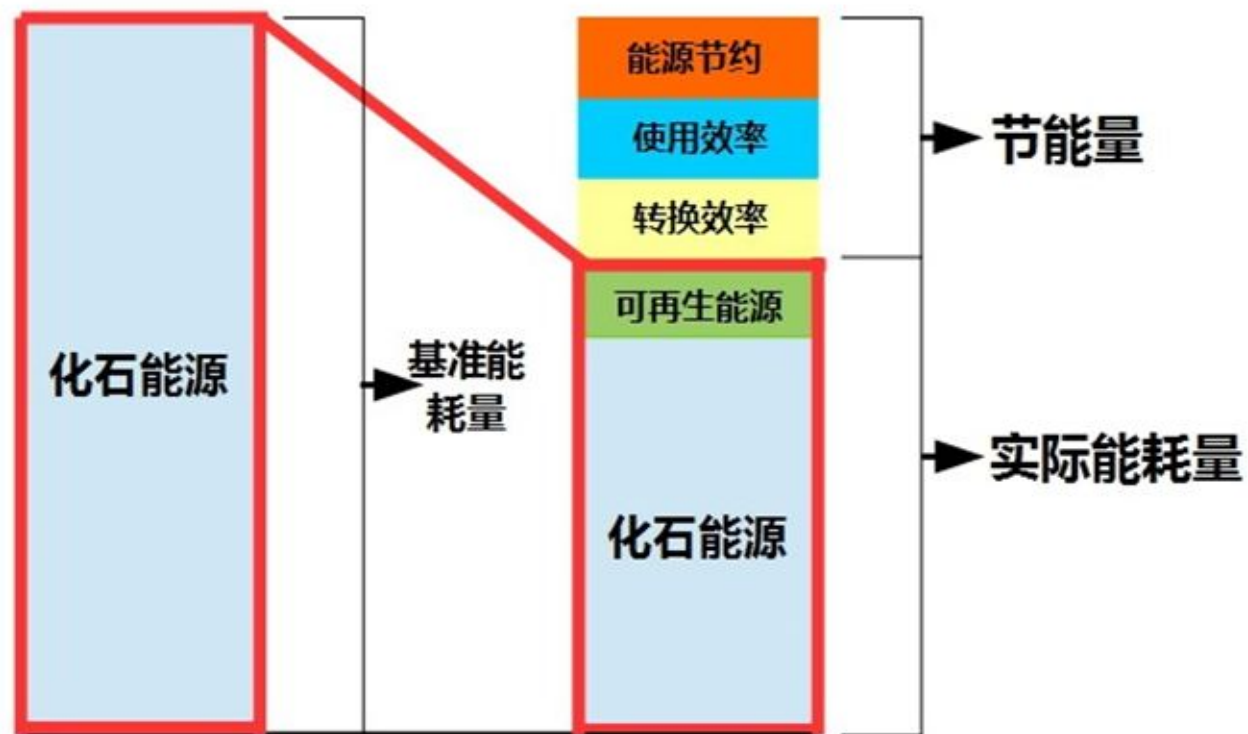 化石能源
基准能
耗量
能源节约
使用效率
转换效率
可再生能源
化石能源
节能量
实际能耗量